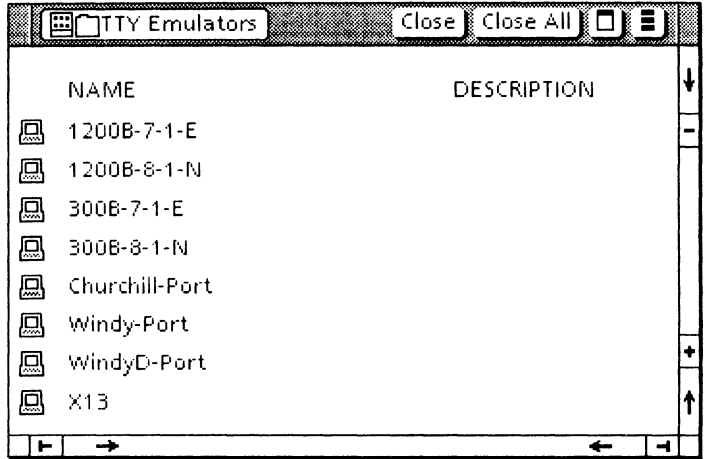 TTY Emulators Close Close All
NAME DESCRIPTION
1200B-7-1-E
1200B-8-1-N
300B-7-1-E
300B-8-1-N
Churchill-Port
Windy-Port
WindyD-Port
X13